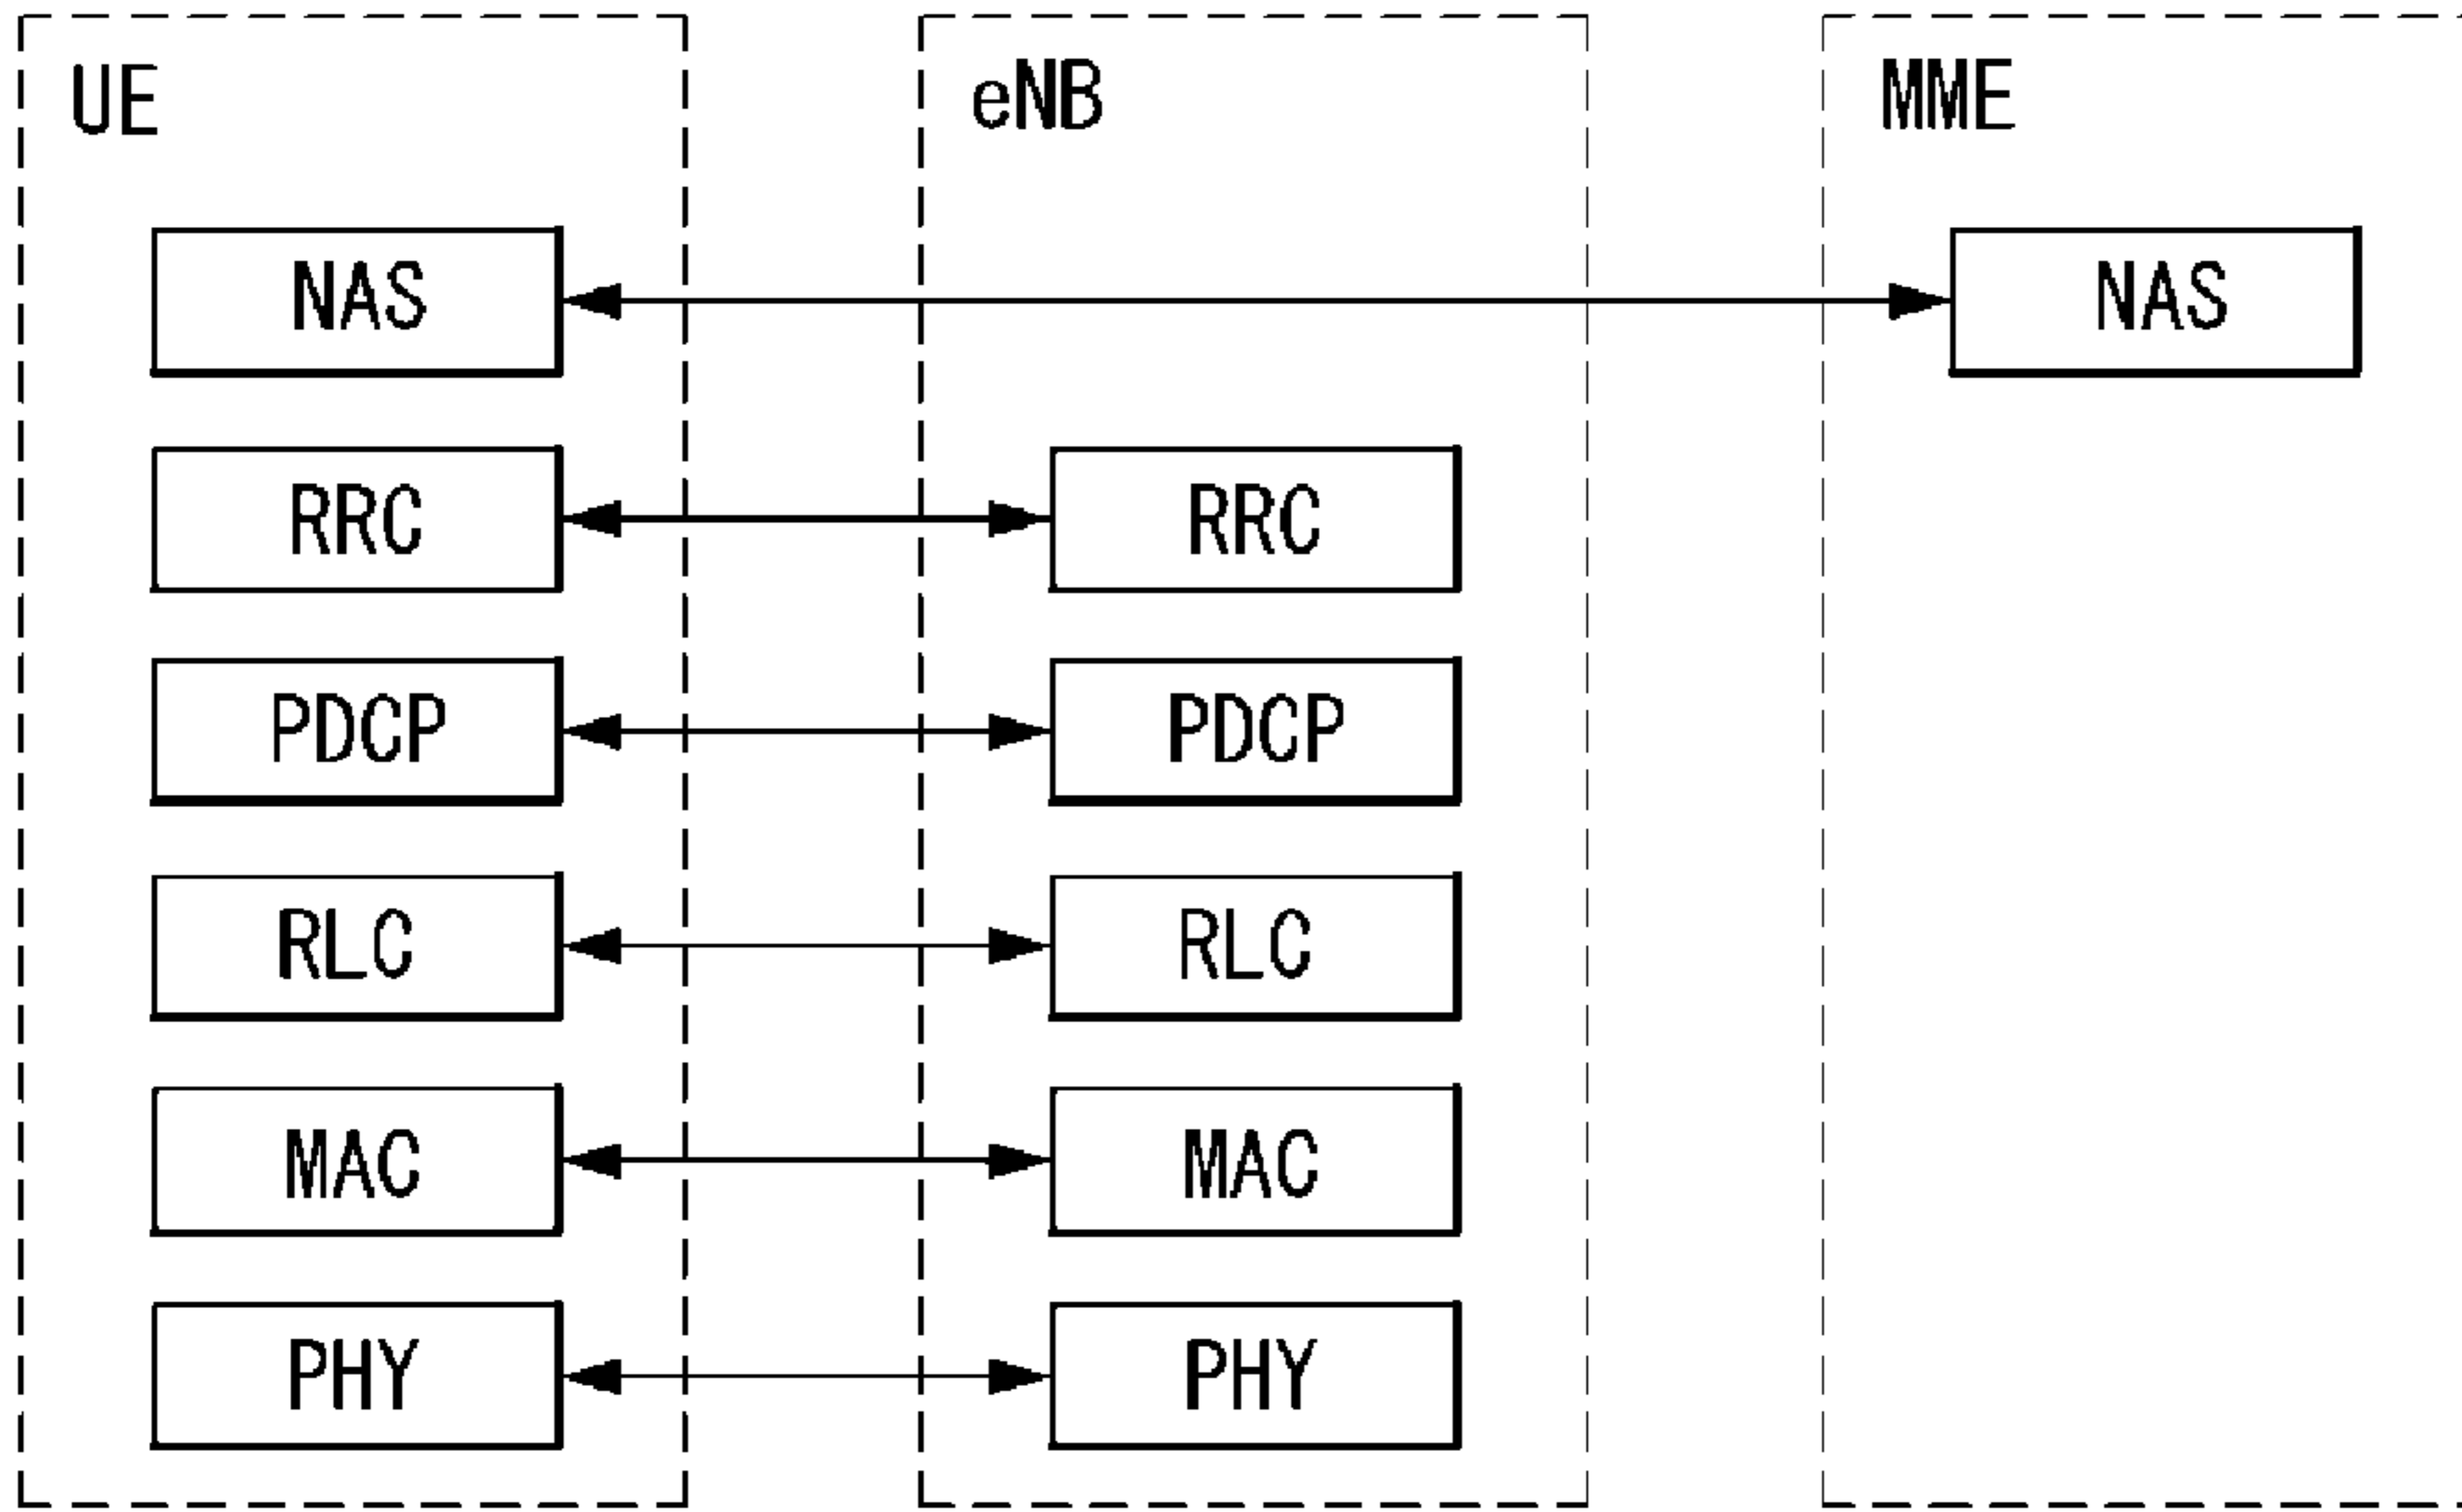 UE
eNB
MME
NAS
NAS
RRC
RRC
PDCP
PDCP
RLC
RLC
MAC
MAC
PHY
PHY